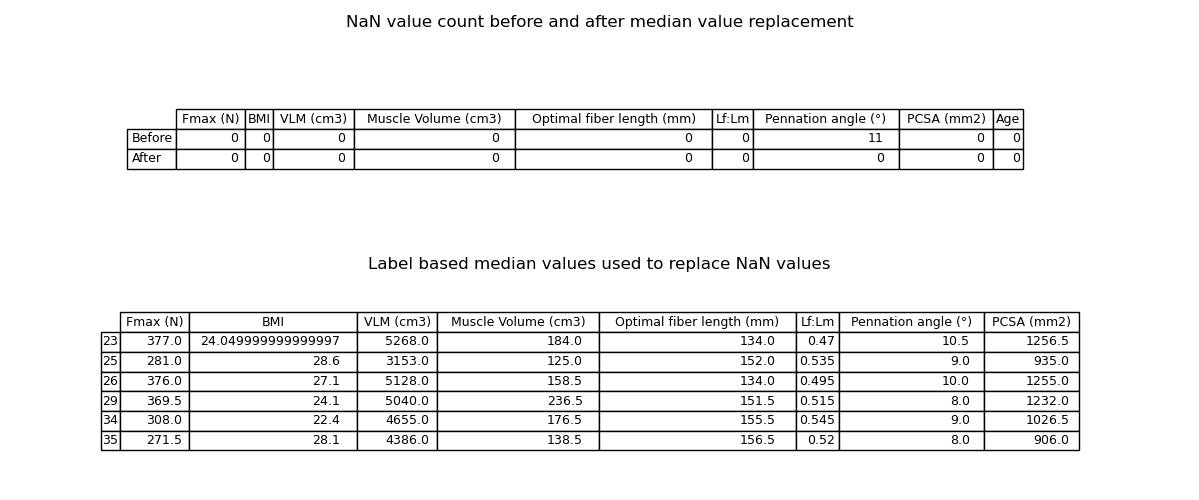 NaN value count before and after median value replacement
Fmax (N) BMI VLM (cm3) Muscle Volume (cm3) Optimal fiber length (mm) Lf:Lm Pennation angle (°) PCSA (mm2) Age
Before 0 0 0 0 0 0 11 0 0
After 0 0 0 0 0 0 0 0 0
Label based median values used to replace NaN values
Fmax (N) BMI VLM (cm3) Muscle Volume (cm3) Optimal fiber length (mm) Lf:Lm Pennation angle (°) PCSA (mm2)
23 377.0 24.049999999999997 5268.0 184.0 134.0 0.47 10.5 1256.5
25 281.0 28.6 3153.0 125.0 152.0 0.535 9.0 935.0
26 376.0 27.1 5128.0 158.5 134.0 0.495 10.0 1255.0
29 369.5 24.1 5040.0 236.5 151.5 0.515 8.0 1232.0
34 308.0 22.4 4655.0 176.5 155.5 0.545 9.0 1026.5
35 271.5 28.1 4386.0 138.5 156.5 0.52 8.0 906.0